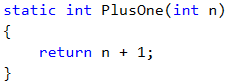 static int PlusOne(int n)
{
    return n + 1;
}